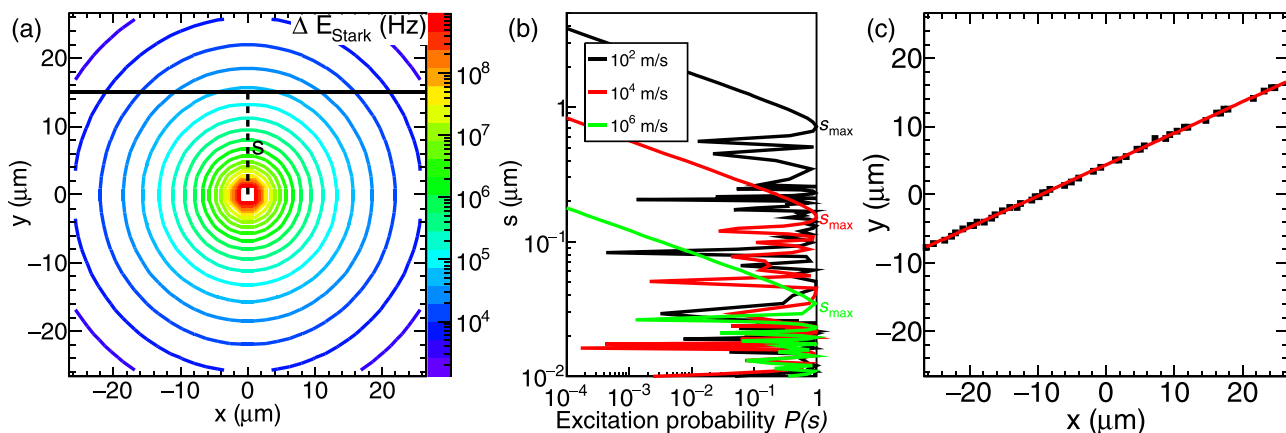 (a)
Δ E_Stark (Hz)
20
10
0
−10
−20
y (μm)
s
−20 −10 0 10 20
x (μm)
10^8
10^7
10^6
10^5
10^4
(b)
10^2 m/s
10^4 m/s
10^6 m/s
s_max
s_max
s_max
1
10^−1
10^−2
s (μm)
10^−4 10^−3 10^−2 10^−1 1
Excitation probability P(s)
(c)
20
10
0
−10
−20
y (μm)
−20 −10 0 10 20
x (μm)